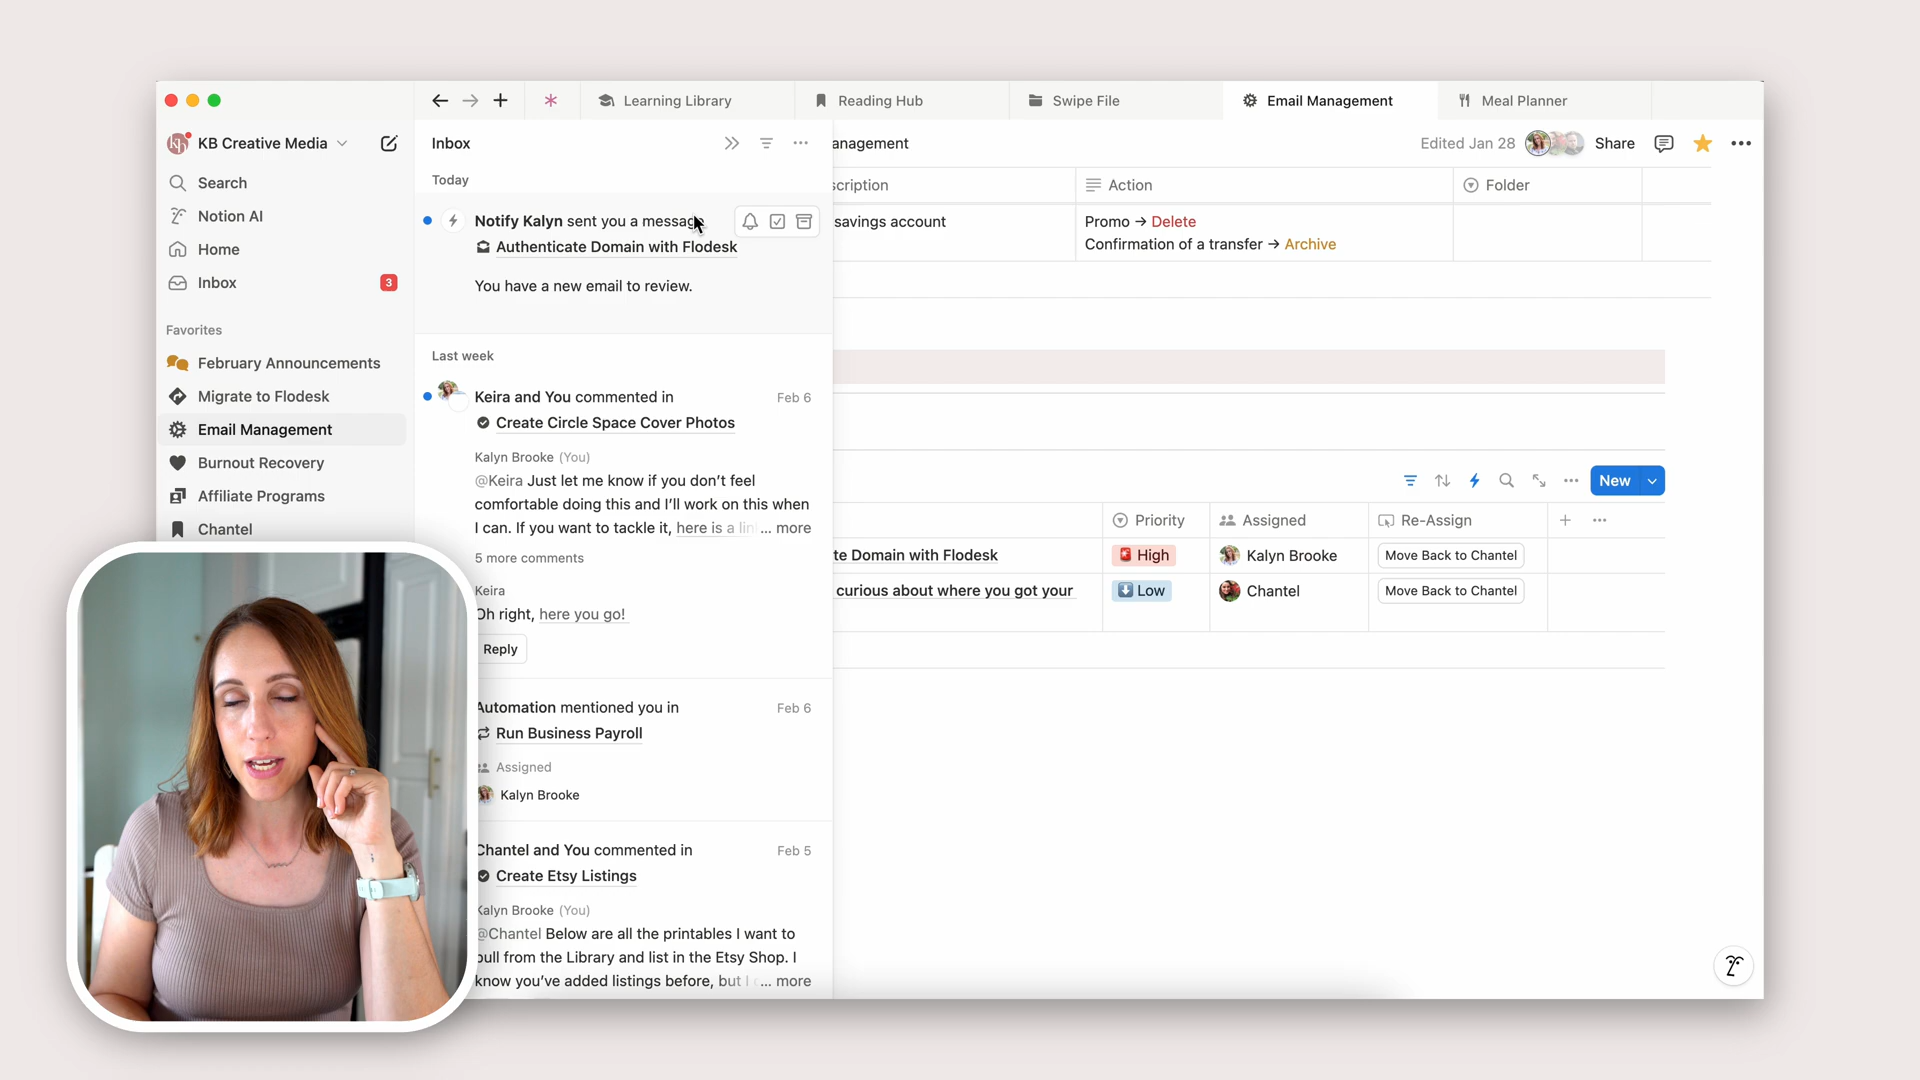 Learning Library
Reading Hub
Swipe File
Email Management
Meal Planner
KB Creative Media
Search
Notion AI
Home
Inbox
3
Favorites
February Announcements
Migrate to Flodesk
Email Management
Burnout Recovery
Affiliate Programs
Chantel
Inbox
Today
Notify Kalyn sent you a message
Authenticate Domain with Flodesk
You have a new email to review.
Last week
Keira and You commented in
Feb 6
Create Circle Space Cover Photos
Kalyn Brooke (You)
@Keira Just let me know if you don't feel
comfortable doing this and I'll work on this when
I can. If you want to tackle it, here is a lin ... more
5 more comments
Keira
Oh right, here you go!
Reply
Automation mentioned you in
Feb 6
Run Business Payroll
Assigned
Kalyn Brooke
Chantel and You commented in
Feb 5
Create Etsy Listings
Kalyn Brooke (You)
@Chantel Below are all the printables I want to
pull from the Library and list in the Etsy Shop. I
know you've added listings before, but I ... more
anagement
Edited Jan 28
Share
scription
Action
Folder
savings account
Promo → Delete
Confirmation of a transfer → Archive
New
Priority
Assigned
Re-Assign
te Domain with Flodesk
High
Kalyn Brooke
Move Back to Chantel
curious about where you got your
Low
Chantel
Move Back to Chantel